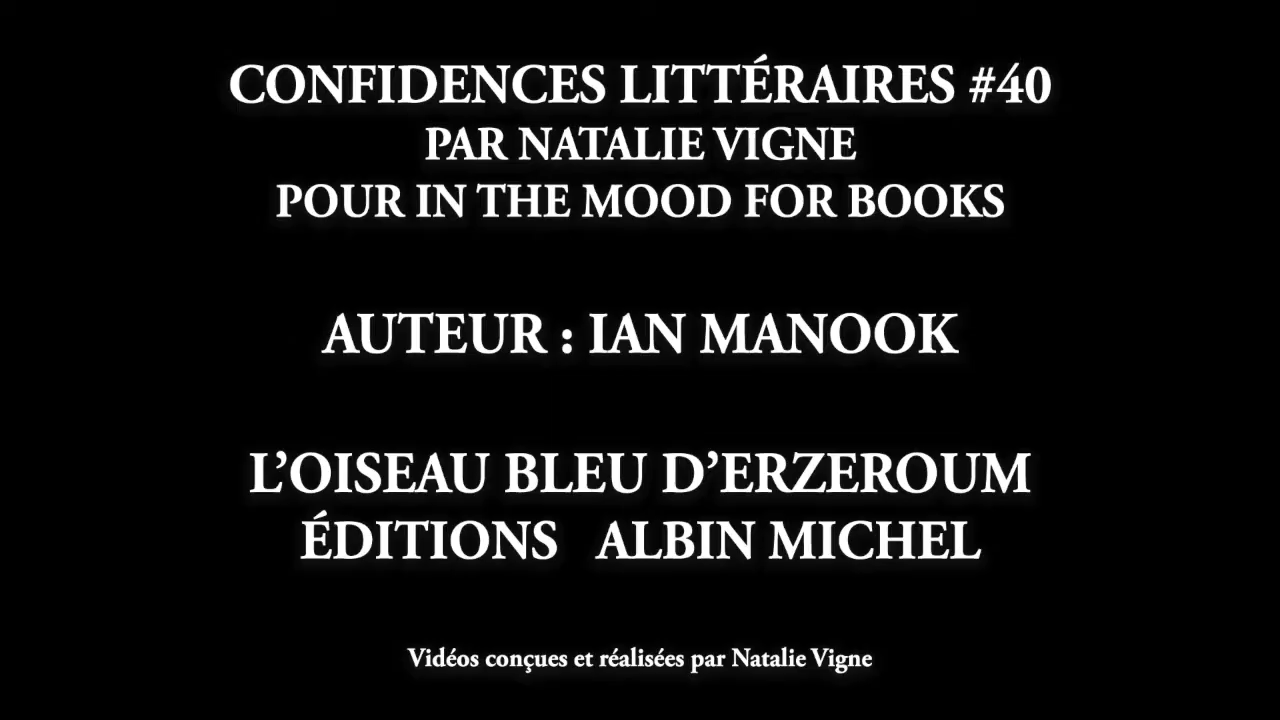 CONFIDENCES LITTÉRAIRES #40
PAR NATALIE VIGNE
POUR IN THE MOOD FOR BOOKS
AUTEUR : IAN MANOOK
L’OISEAU BLEU D’ERZEROUM
ÉDITIONS ALBIN MICHEL
Vidéos conçues et réalisées par Natalie Vigne